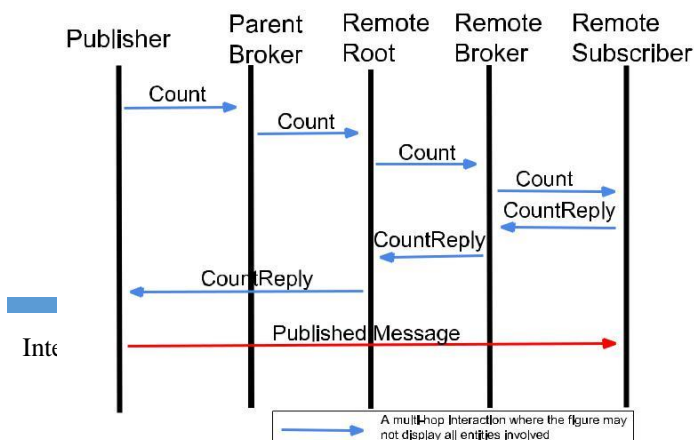 Publisher
Parent
Broker
Remote
Root
Remote
Broker
Remote
Subscriber
Count
Count
Count
Count
CountReply
CountReply
CountReply
Published Message
Inte
A multi-hop interaction where the figure may
not display all entities involved